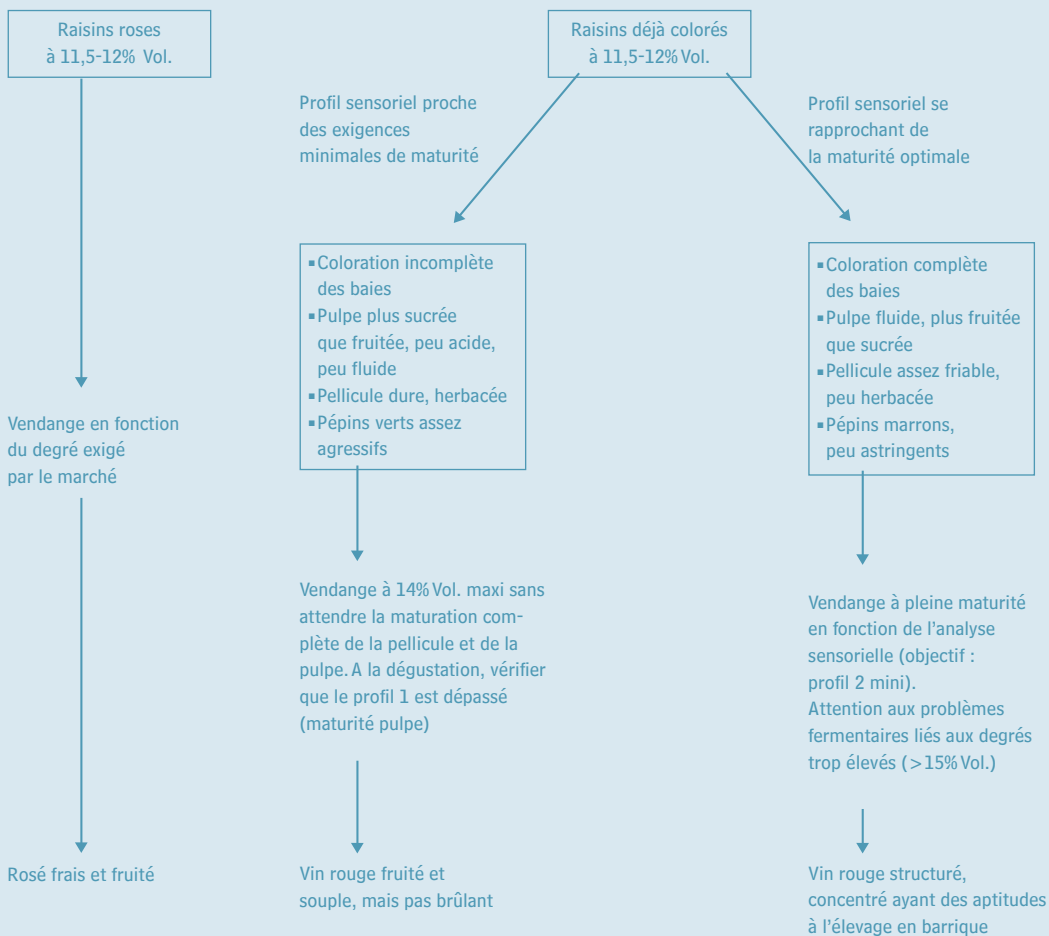 Raisins roses
à 11,5-12% Vol.
Raisins déjà colorés
à 11,5-12% Vol.
Profil sensoriel proche
des exigences
minimales de maturité
Profil sensoriel se
rapprochant de
la maturité optimale
▪Coloration incomplète
des baies
▪Pulpe plus sucrée
que fruitée, peu acide,
peu fluide
▪Pellicule dure, herbacée
▪Pépins verts assez
agressifs
▪Coloration complète
des baies
▪Pulpe fluide, plus fruitée
que sucrée
▪Pellicule assez friable,
peu herbacée
▪Pépins marrons,
peu astringents
Vendange en fonction
du degré exigé
par le marché
Vendange à 14% Vol. maxi sans
attendre la maturation com-
plète de la pellicule et de la
pulpe. A la dégustation, vérifier
que le profil 1 est dépassé
(maturité pulpe)
Vendange à pleine maturité
en fonction de l'analyse
sensorielle (objectif :
profil 2 mini).
Attention aux problèmes
fermentaires liés aux degrés
trop élevés (>15% Vol.)
Rosé frais et fruité
Vin rouge fruité et
souple, mais pas brûlant
Vin rouge structuré,
concentré ayant des aptitudes
à l'élevage en barrique